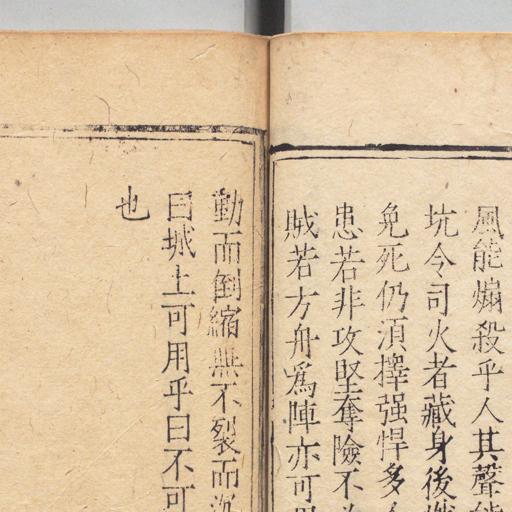 風能煽殺乎人其聲
坑令司火者藏身後
免死仍須擇强悍多
患若非攻堅奪險不
賊若方舟爲陣亦可
動而倒縮無不裂而沉
曰城上可用乎曰不可
也